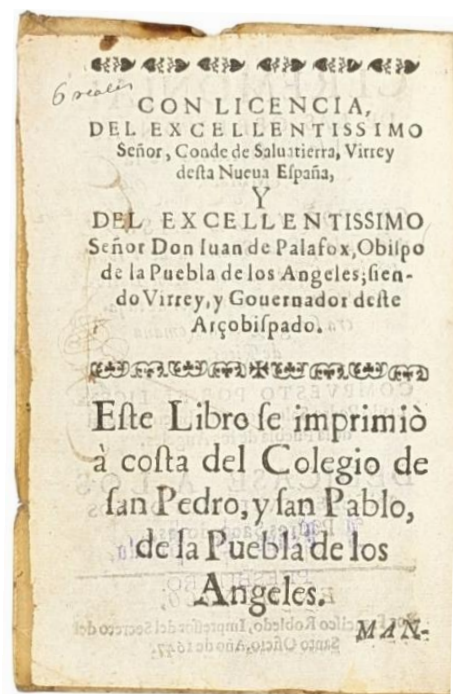 6 reales
CON LICENCIA,
DEL EXCELLENTISSIMO
Señor, Conde de Saluatierra, Virrey
desta Nueua España,
Y
DEL EXCELLENTISSIMO
Señor Don Iuan de Palafox, Obispo
de la Puebla de los Angeles; sien-
do Virrey, y Gouernador deste
Arçobispado.
Este Libro se imprimiò
à costa del Colegio de
san Pedro, y san Pablo,
de la Puebla de los
Angeles.
MAN-